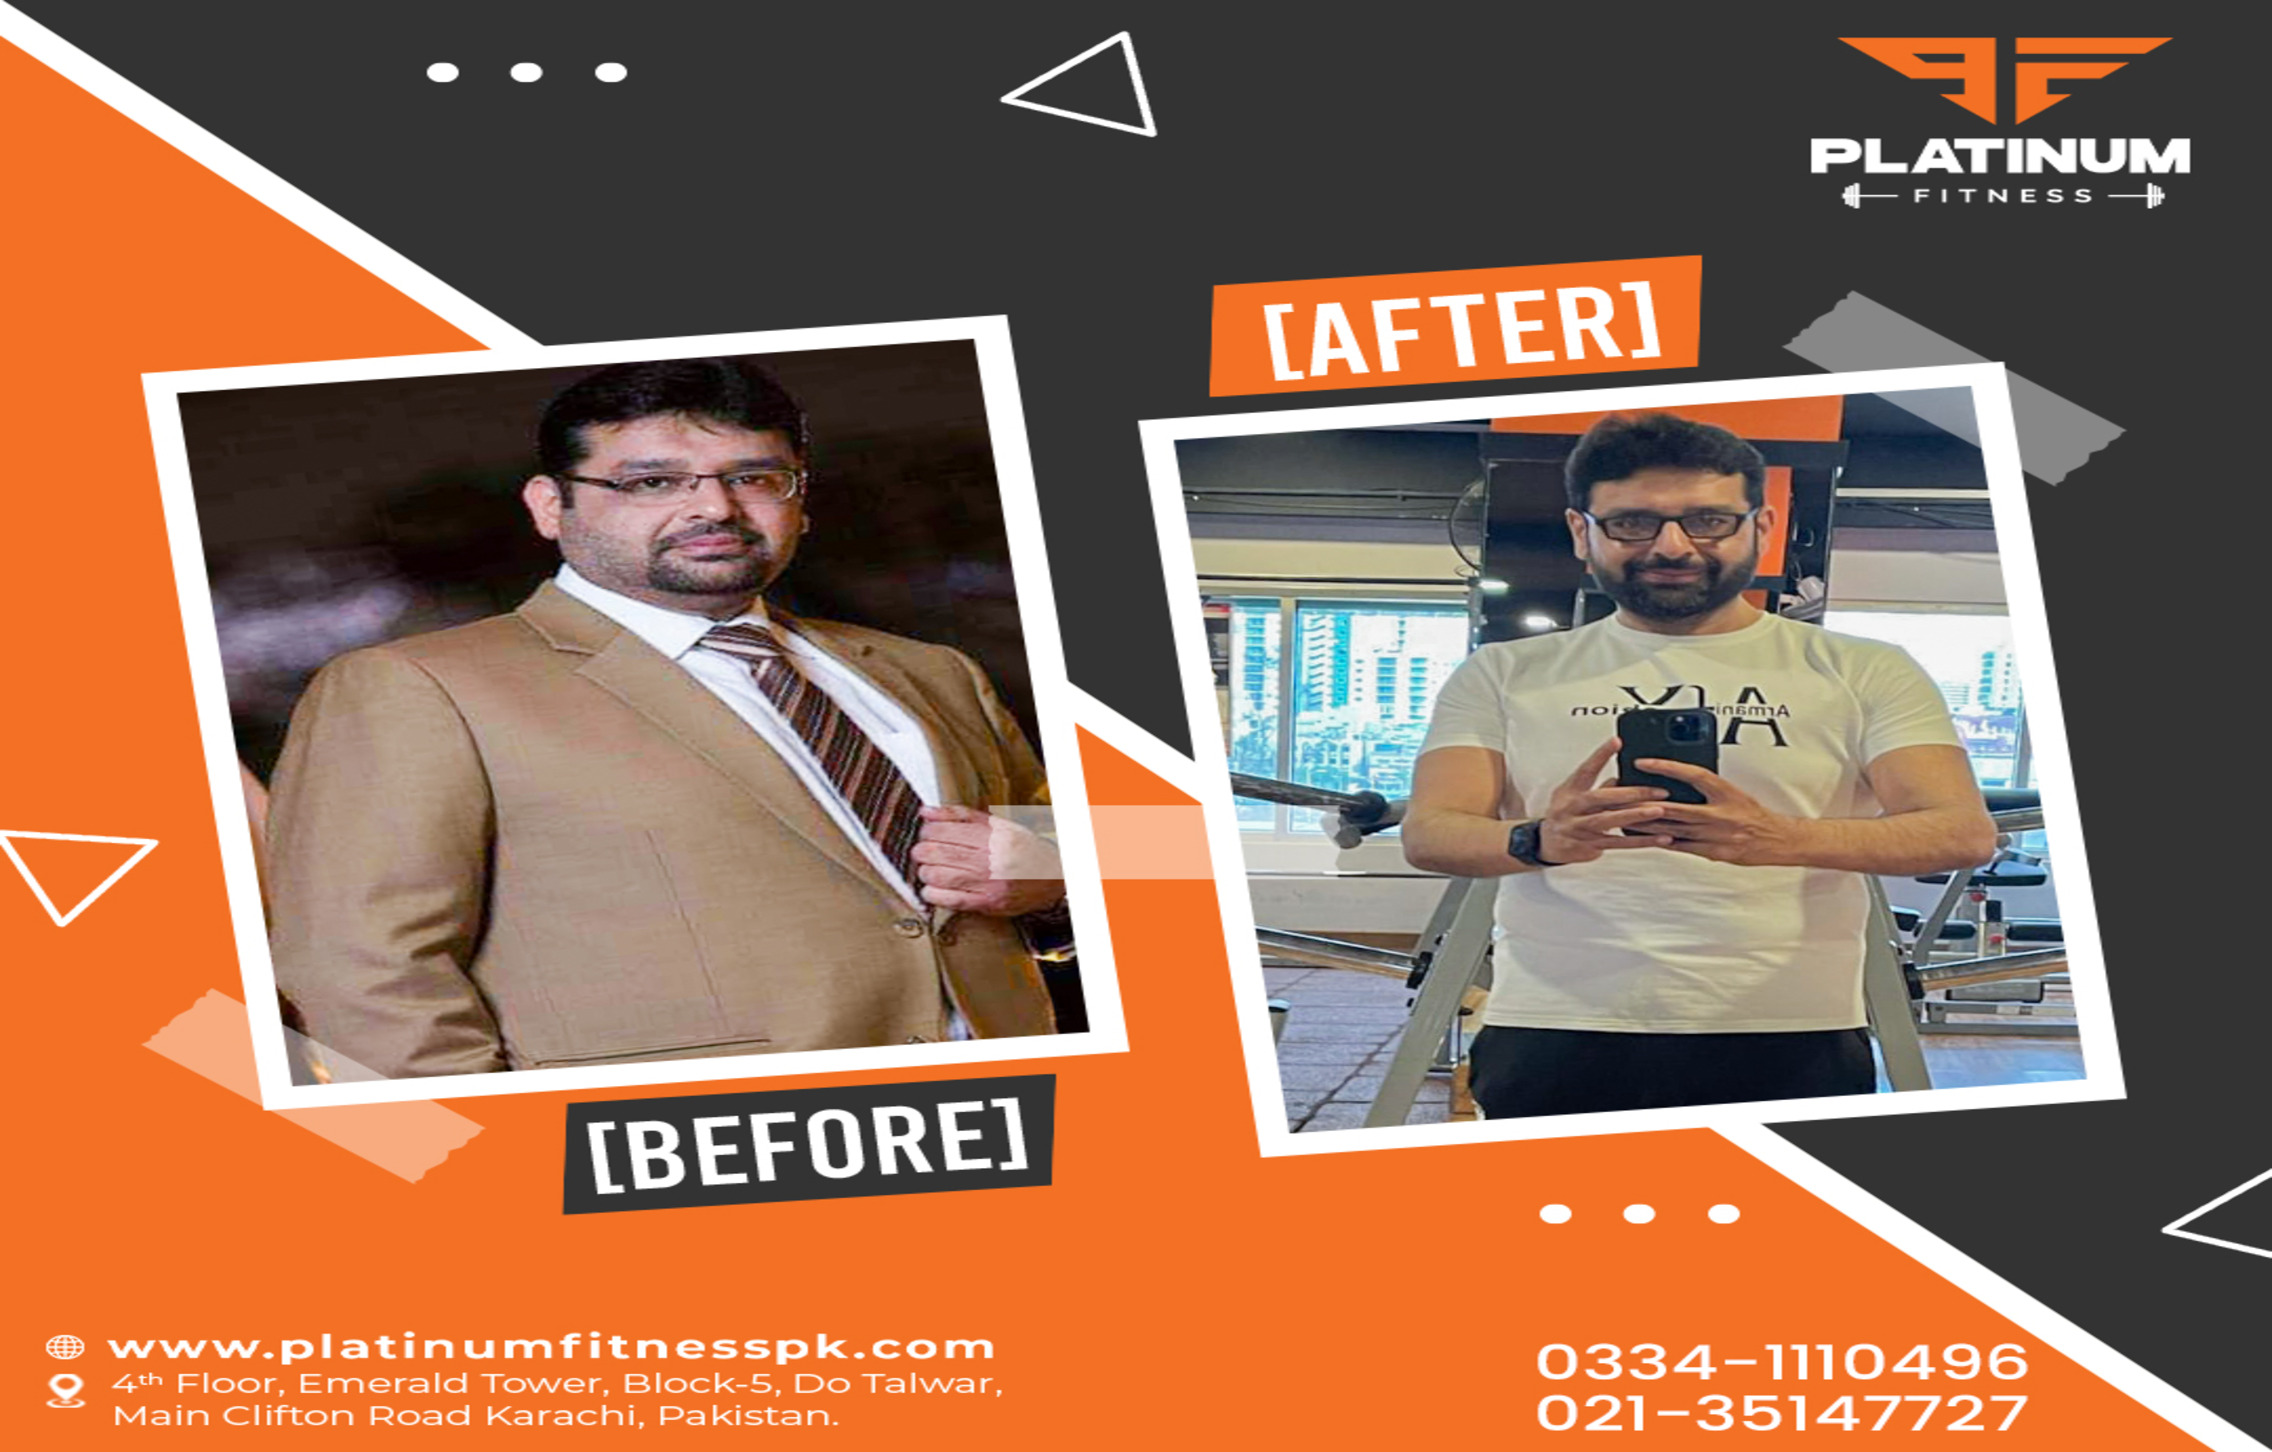 PLATINUM
FITNESS
[AFTER]
Armani
[BEFORE]
www.platinumfitnesspk.com
4th Floor, Emerald Tower, Block-5, Do Talwar,
Main Clifton Road Karachi, Pakistan.
0334-1110496
021-35147727